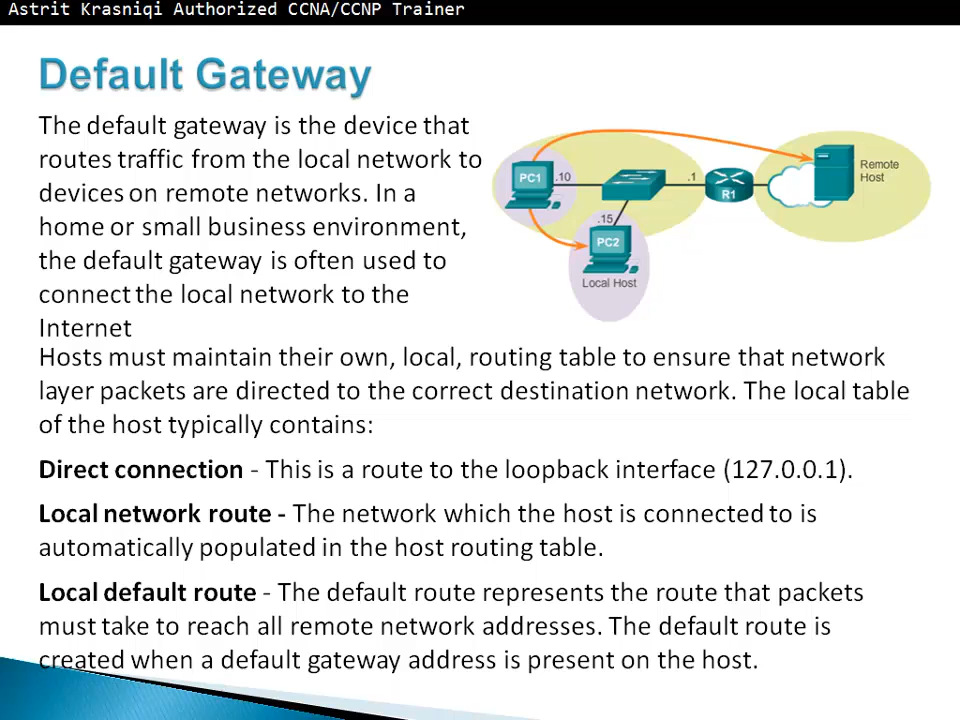 Astrit Krasniqi Authorized CCNA/CCNP Trainer
Default Gateway
The default gateway is the device that
routes traffic from the local network to
devices on remote networks. In a
home or small business environment,
the default gateway is often used to
connect the local network to the
Internet
PC1
.10
.1
R1
Remote
Host
.15
PC2
Local Host
Hosts must maintain their own, local, routing table to ensure that network
layer packets are directed to the correct destination network. The local table
of the host typically contains:
Direct connection - This is a route to the loopback interface (127.0.0.1).
Local network route - The network which the host is connected to is
automatically populated in the host routing table.
Local default route - The default route represents the route that packets
must take to reach all remote network addresses. The default route is
created when a default gateway address is present on the host.